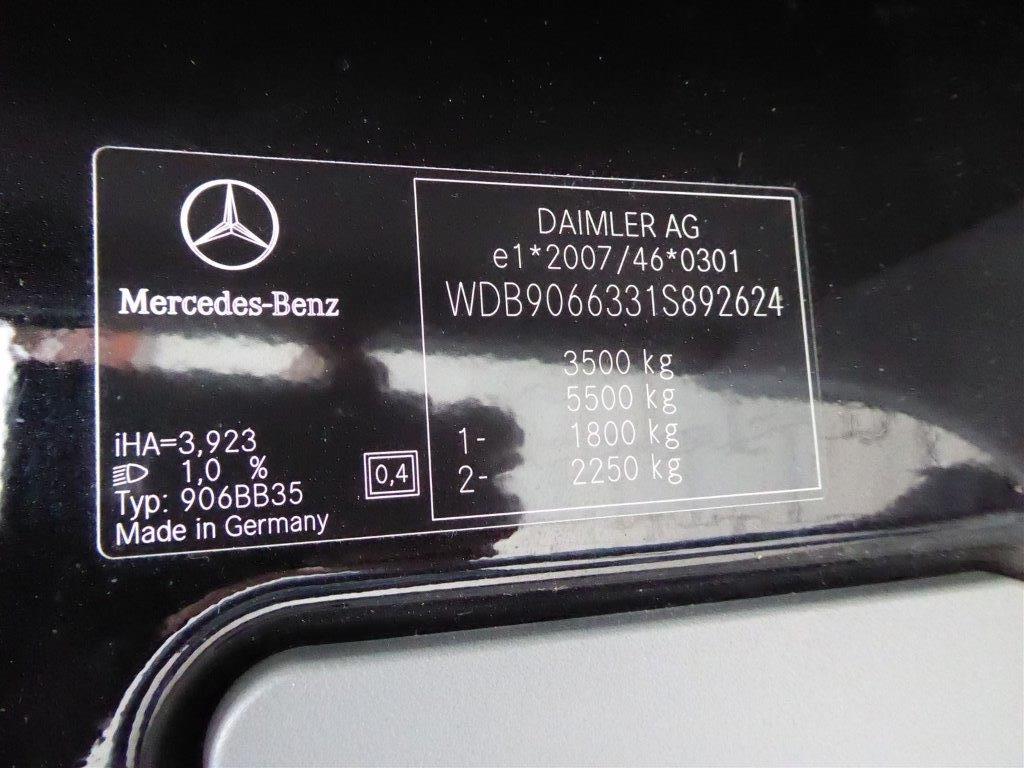 Mercedes-Benz
DAIMLER AG
e1*2007/46*0301
WDB9066331S892624
3500 kg
5500 kg
1- 1800 kg
2- 2250 kg
iHA=3,923
1,0 %
Typ: 906BB35
Made in Germany
0,4